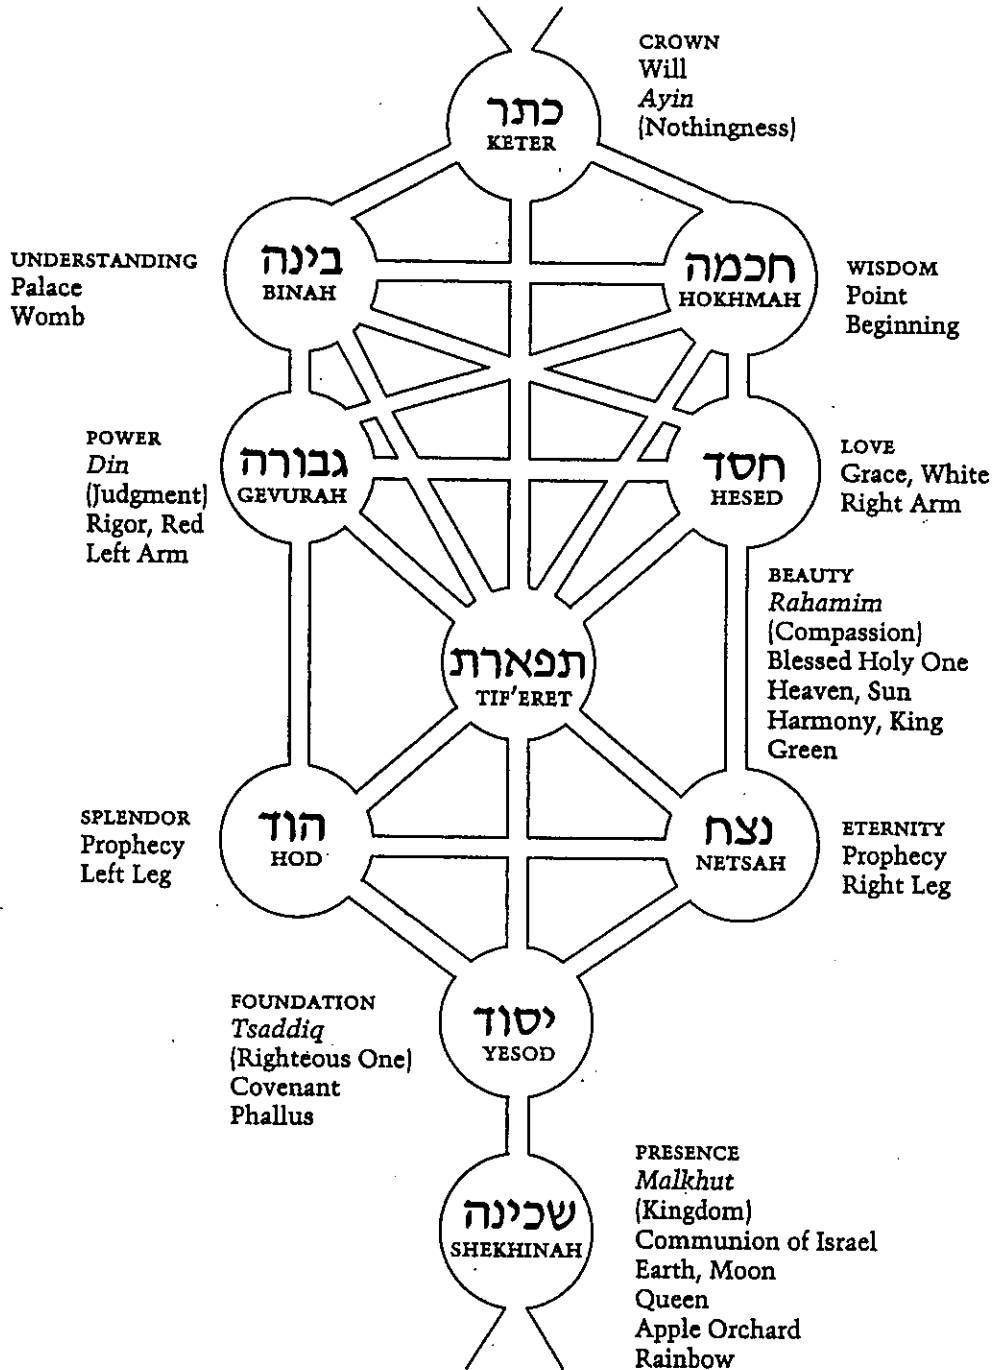 CROWN
Will
Ayin
(Nothingness)
כתר
KETER
UNDERSTANDING
Palace
Womb
בינה
BINAH
חכמה
HOKHMAH
WISDOM
Point
Beginning
POWER
Din
(Judgment)
Rigor, Red
Left Arm
גבורה
GEVURAH
חסד
HESED
LOVE
Grace, White
Right Arm
BEAUTY
Rahamim
(Compassion)
Blessed Holy One
Heaven, Sun
Harmony, King
Green
תפארת
TIF'ERET
SPLENDOR
Prophecy
Left Leg
הוד
HOD
נצח
NETSAH
ETERNITY
Prophecy
Right Leg
FOUNDATION
Tsaddiq
(Righteous One)
Covenant
Phallus
יסוד
YESOD
שכינה
SHEKHINAH
PRESENCE
Malkhut
(Kingdom)
Communion of Israel
Earth, Moon
Queen
Apple Orchard
Rainbow